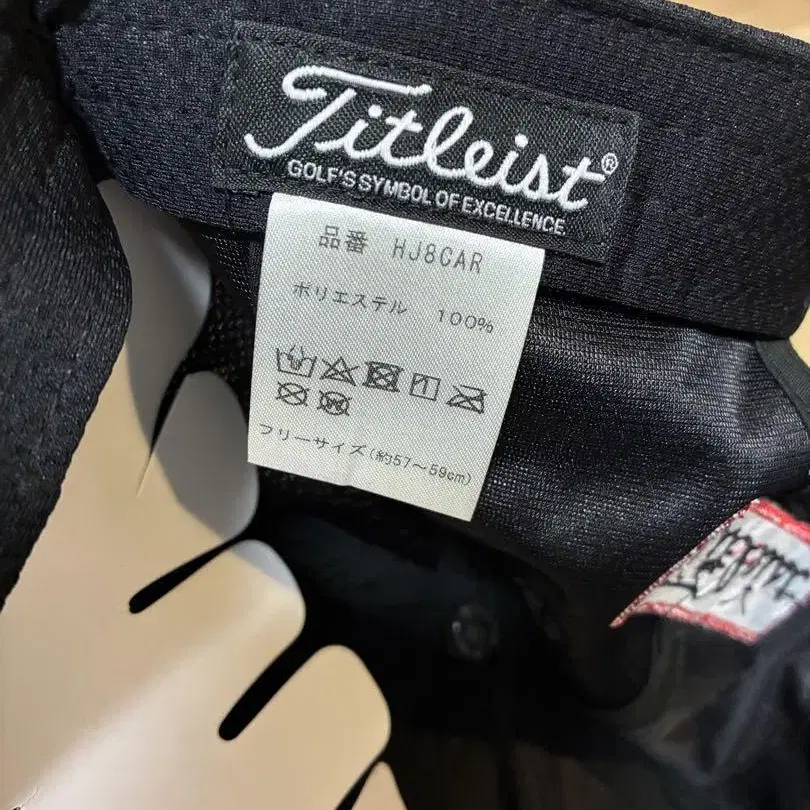 Titleist®
GOLF'S SYMBOL OF EXCELLENCE
品番 HJ8CAR
ポリエステル 100%
フリーサイズ(約57〜59cm)